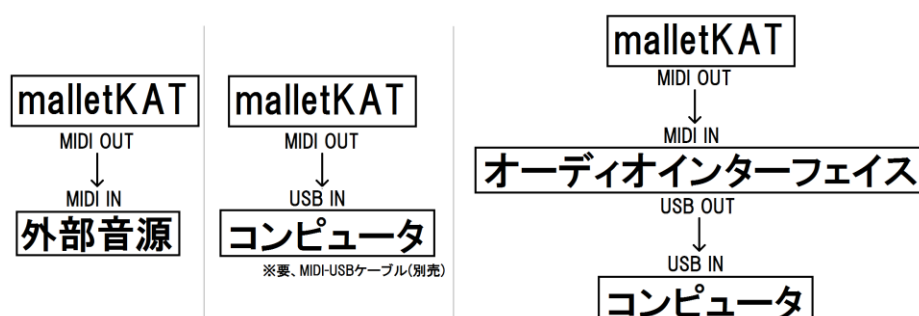 malletKAT
MIDI OUT
MIDI IN
外部音源
malletKAT
MIDI OUT
USB IN
コンピュータ
※要、MIDI-USBケーブル(別売)
malletKAT
MIDI OUT
MIDI IN
オーディオインターフェイス
USB OUT
USB IN
コンピュータ